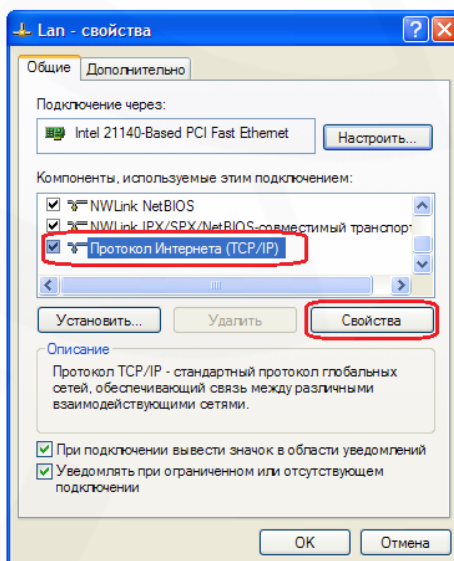 Lan - свойства
Общие
Дополнительно
Подключение через:
Intel 21140-Based PCI Fast Ethernet
Настроить...
Компоненты, используемые этим подключением:
NWLink NetBIOS
NWLink IPX/SPX/NetBIOS-совместимый транспорт
Протокол Интернета (TCP/IP)
Установить...
Удалить
Свойства
Описание
Протокол TCP/IP - стандартный протокол глобальных
сетей, обеспечивающий связь между различными
взаимодействующими сетями.
При подключении вывести значок в области уведомлений
Уведомлять при ограниченном или отсутствующем
подключении
OK
Отмена